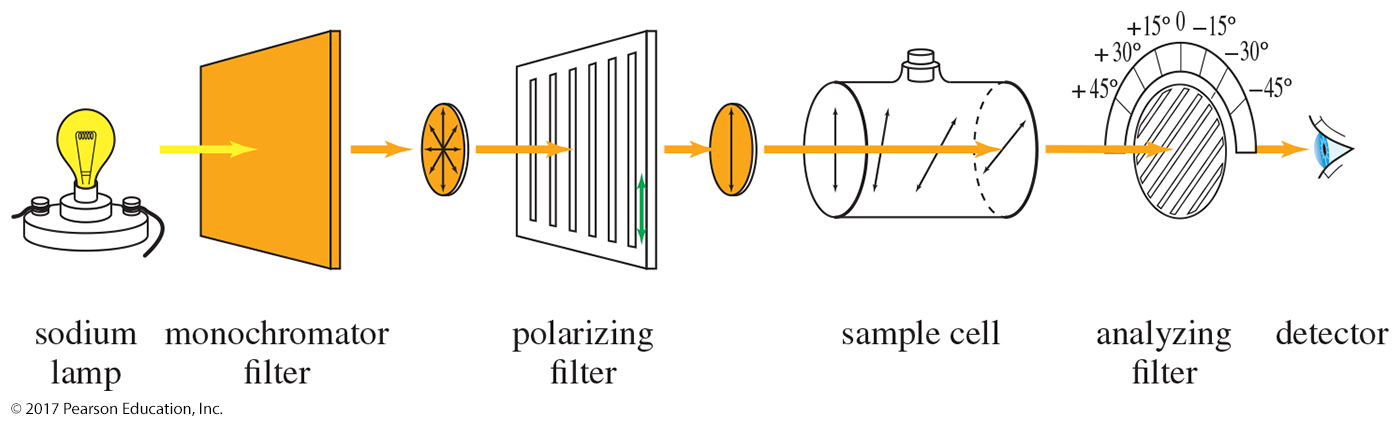 +15° 0 –15°
+30° –30°
+45° –45°
sodium lamp
monochromator filter
polarizing filter
sample cell
analyzing filter
detector
© 2017 Pearson Education, Inc.